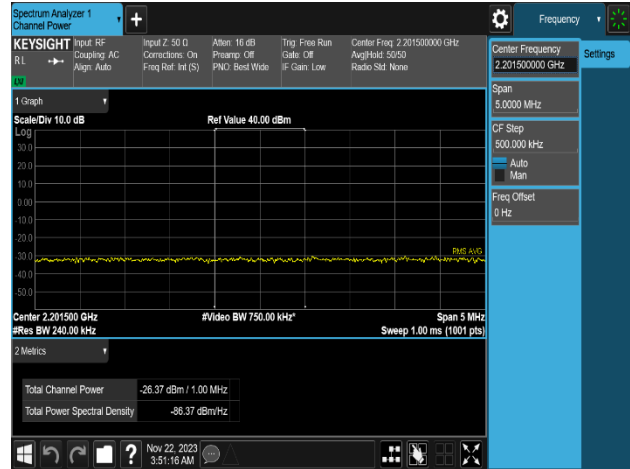 Spectrum Analyzer 1
Channel Power
Frequency
KEYSIGHT
RL
Input: RF
Coupling: AC
Align: Auto
Input Z: 50 Ω
Corrections: On
Freq Ref: Int (S)
Atten: 16 dB
Preamp: Off
PNO: Best Wide
Trig: Free Run
Gate: Off
IF Gain: Low
Center Freq: 2.201500000 GHz
Avg|Hold: 50/50
Radio Std: None
Center Frequency
2.201500000 GHz
Settings
Span
5.0000 MHz
CF Step
500.000 kHz
Auto
Man
Freq Offset
0 Hz
1 Graph
Scale/Div 10.0 dB
Ref Value 40.00 dBm
Log
30.0
20.0
10.0
0.00
-10.0
-20.0
-30.0
-40.0
-50.0
RMS AVG
Center 2.201500 GHz
#Video BW 750.00 kHz*
Span 5 MHz
#Res BW 240.00 kHz
Sweep 1.00 ms (1001 pts)
2 Metrics
Total Channel Power -26.37 dBm / 1.00 MHz
Total Power Spectral Density -86.37 dBm/Hz
?
Nov 22, 2023
3:51:16 AM